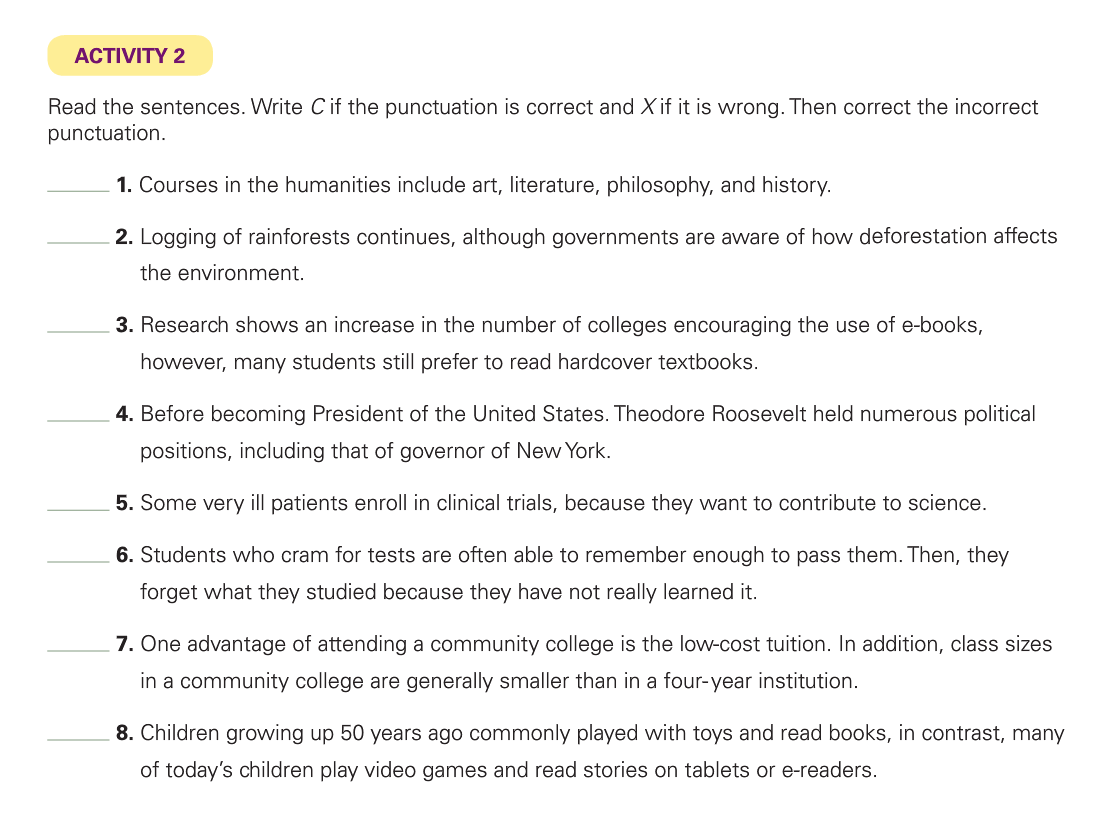 ACTIVITY 2
Read the sentences. Write C if the punctuation is correct and X if it is wrong. Then correct the incorrect
punctuation.
1. Courses in the humanities include art, literature, philosophy, and history.
2. Logging of rainforests continues, although governments are aware of how deforestation affects
the environment.
3. Research shows an increase in the number of colleges encouraging the use of e-books,
however, many students still prefer to read hardcover textbooks.
4. Before becoming President of the United States. Theodore Roosevelt held numerous political
positions, including that of governor of New York.
5. Some very ill patients enroll in clinical trials, because they want to contribute to science.
6. Students who cram for tests are often able to remember enough to pass them. Then, they
forget what they studied because they have not really learned it.
7. One advantage of attending a community college is the low-cost tuition. In addition, class sizes
in a community college are generally smaller than in a four-year institution.
8. Children growing up 50 years ago commonly played with toys and read books, in contrast, many
of today's children play video games and read stories on tablets or e-readers.